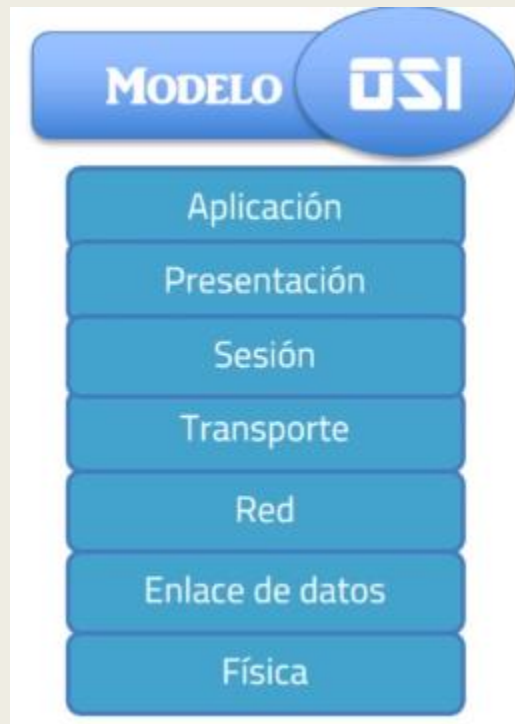 MODELO OSI
Aplicación
Presentación
Sesión
Transporte
Red
Enlace de datos
Física